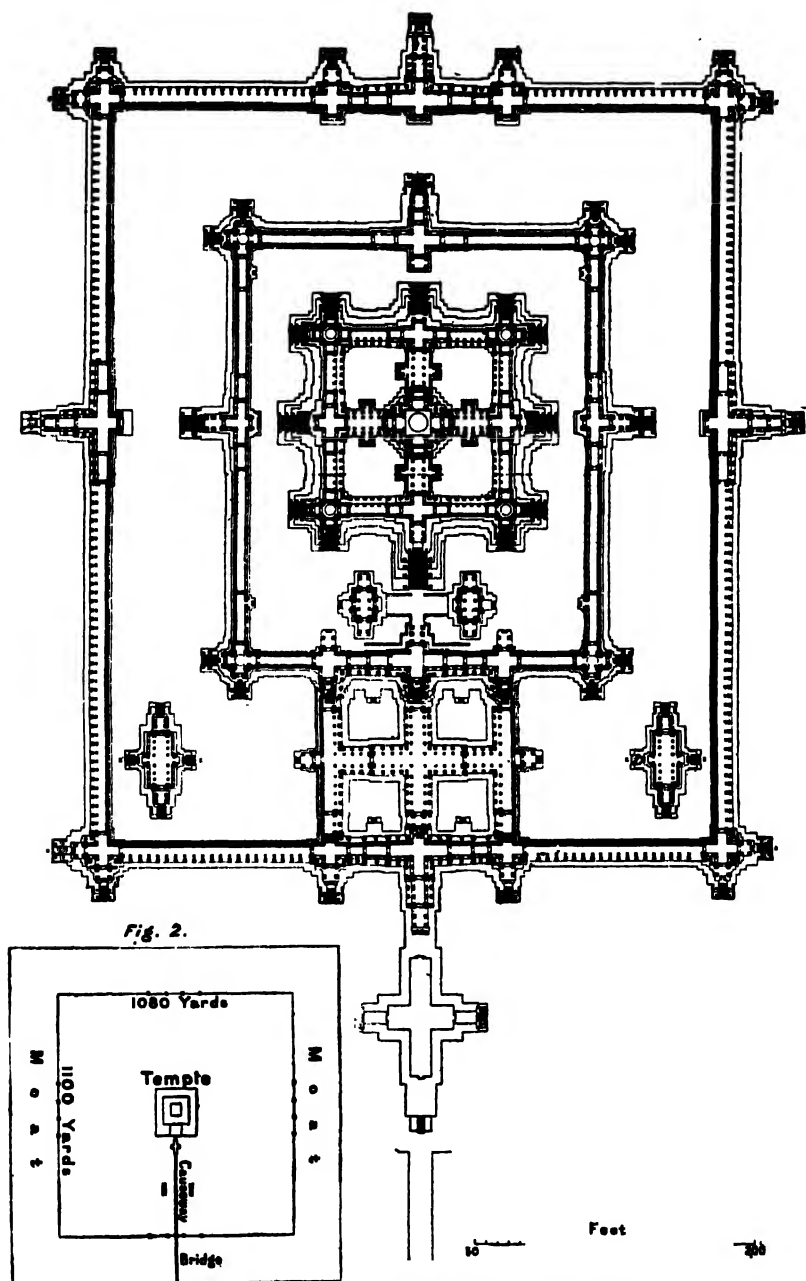 Fig. 2.
1080 Yards
Moat
1100 Yards
Temple
Moat
Causeway
Bridge
Feet
50